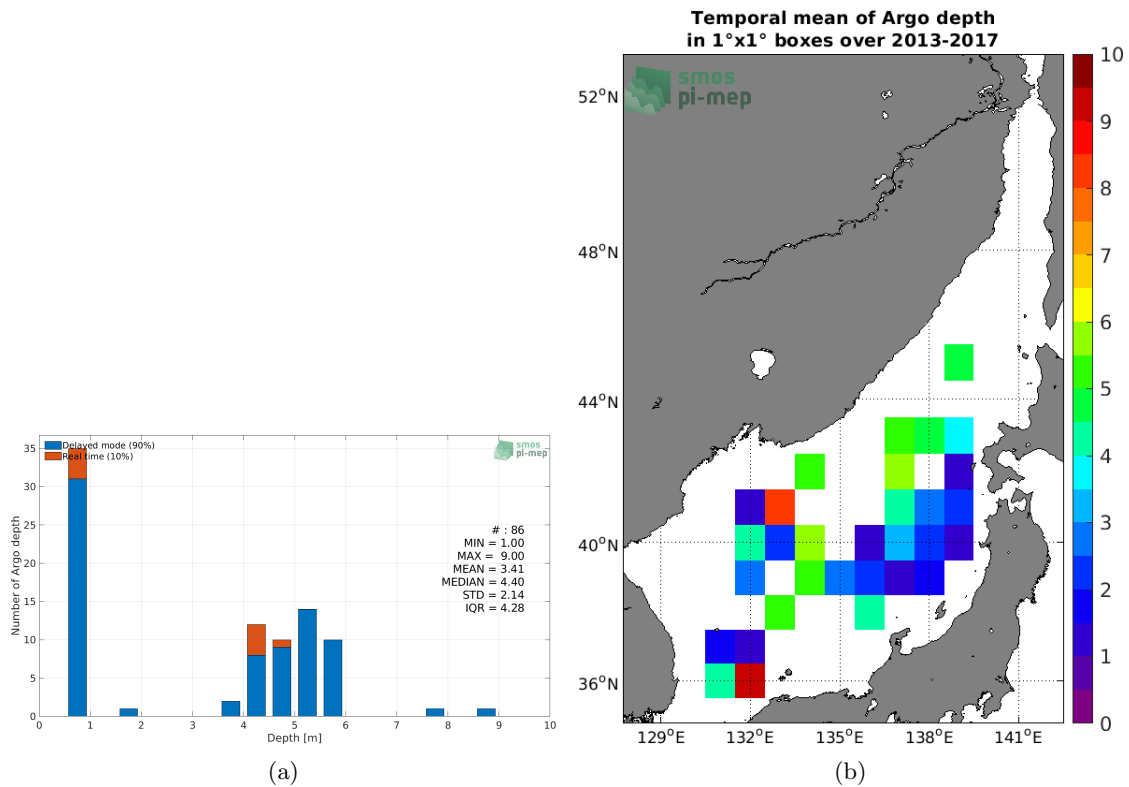 35
30
25
20
15
10
5
0
Number of Argo depth
Delayed mode (90%)
Real time (10%)
smos
pi-mep
# : 86
MIN = 1.00
MAX = 9.00
MEAN = 3.41
MEDIAN = 4.40
STD = 2.14
IQR = 4.28
0 1 2 3 4 5 6 7 8 9 10
Depth [m]
(a)
Temporal mean of Argo depth
in 1°x1° boxes over 2013-2017
smos
pi-mep
52°N
48°N
44°N
40°N
36°N
129°E 132°E 135°E 138°E 141°E
10
9
8
7
6
5
4
3
2
1
0
(b)